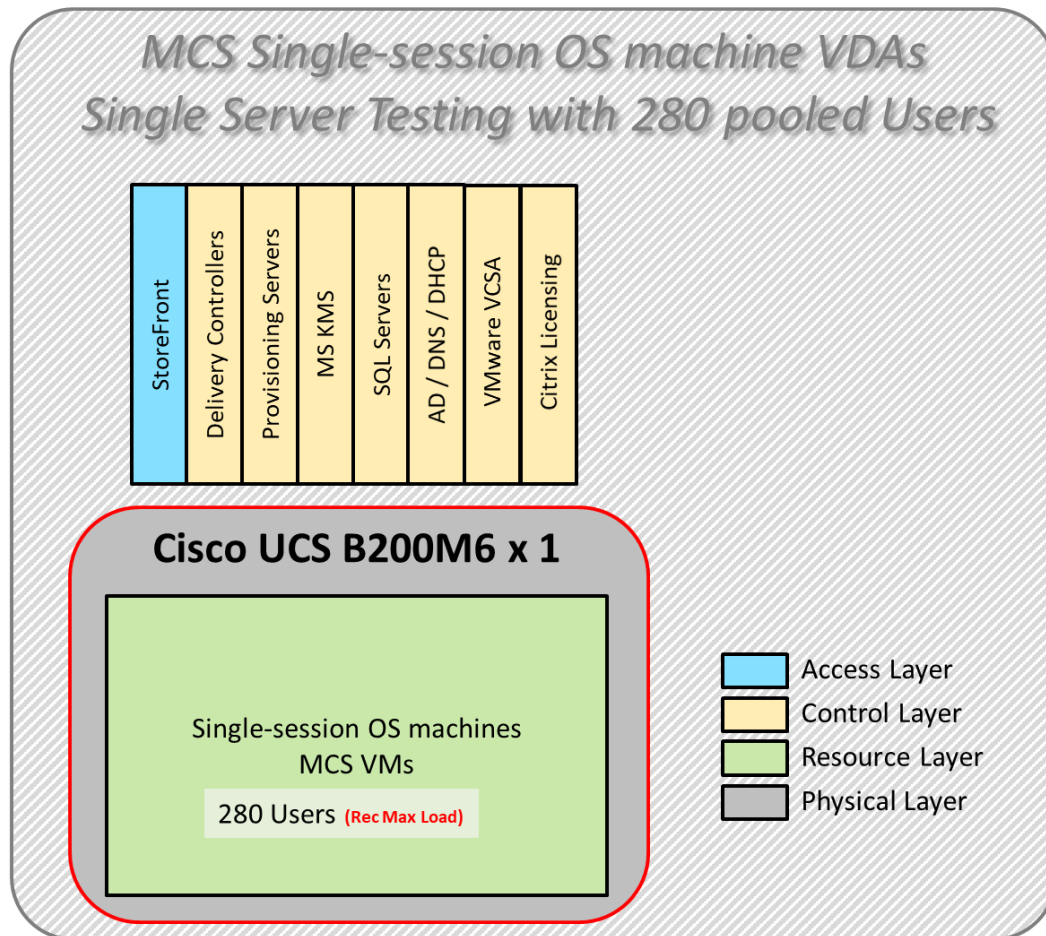 MCS Single-session OS machine VDAs
Single Server Testing with 280 pooled Users
StoreFront
Delivery Controllers
Provisioning Servers
MS KMS
SQL Servers
AD / DNS / DHCP
VMware VCSA
Citrix Licensing
Cisco UCS B200M6 x 1
Single-session OS machines
MCS VMs
280 Users (Rec Max Load)
Access Layer
Control Layer
Resource Layer
Physical Layer